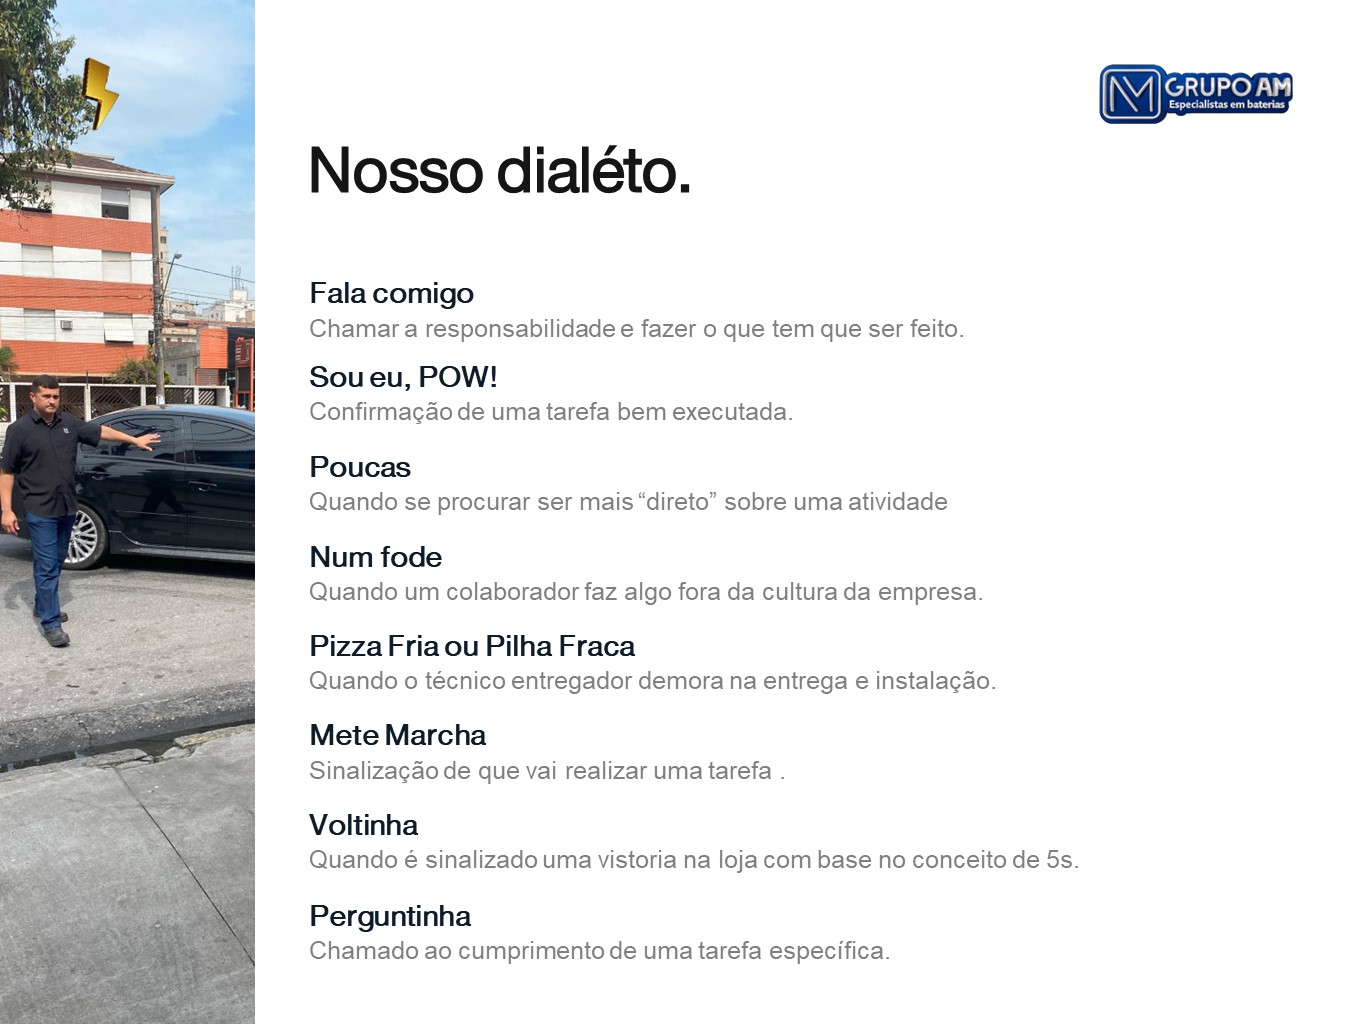 GRUPO AM
Especialistas em baterias
Nosso dialéto.
Fala comigo
Chamar a responsabilidade e fazer o que tem que ser feito.
Sou eu, POW!
Confirmação de uma tarefa bem executada.
Poucas
Quando se procurar ser mais “direto” sobre uma atividade
Num fode
Quando um colaborador faz algo fora da cultura da empresa.
Pizza Fria ou Pilha Fraca
Quando o técnico entregador demora na entrega e instalação.
Mete Marcha
Sinalização de que vai realizar uma tarefa .
Voltinha
Quando é sinalizado uma vistoria na loja com base no conceito de 5s.
Perguntinha
Chamado ao cumprimento de uma tarefa específica.